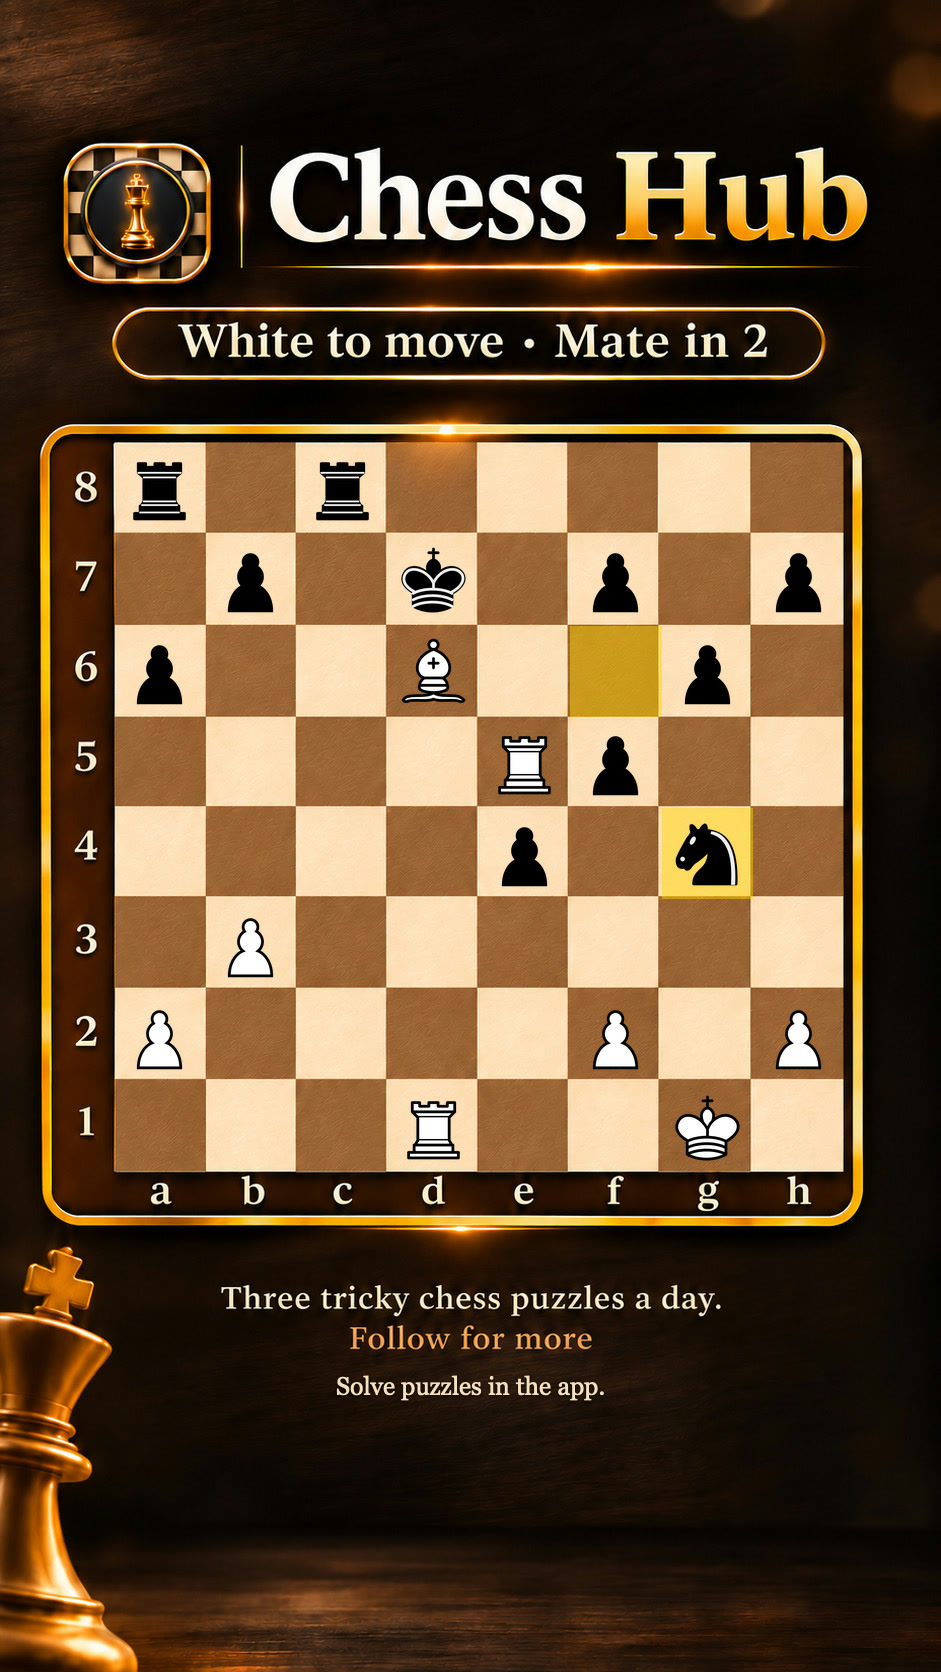 Chess Hub
White to move • Mate in 2
8
7
6
5
4
3
2
1
a b c d e f g h
Three tricky chess puzzles a day.
Follow for more
Solve puzzles in the app.